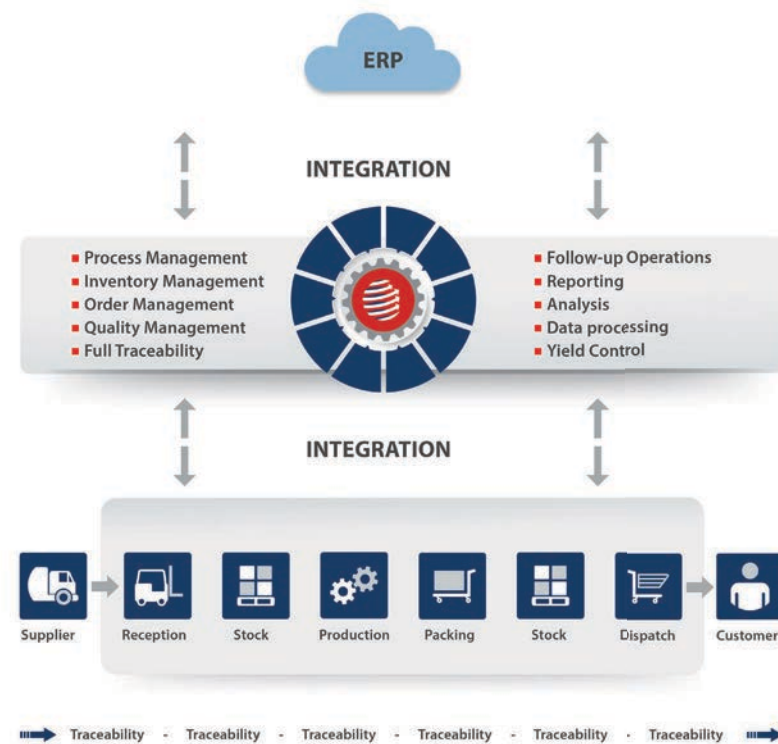 ERP
INTEGRATION
Process Management
Inventory Management
Order Management
Quality Management
Full Traceability
Follow-up Operations
Reporting
Analysis
Data processing
Yield Control
INTEGRATION
Supplier
Reception
Stock
Production
Packing
Stock
Dispatch
Customer
Traceability - Traceability - Traceability - Traceability - Traceability - Traceability